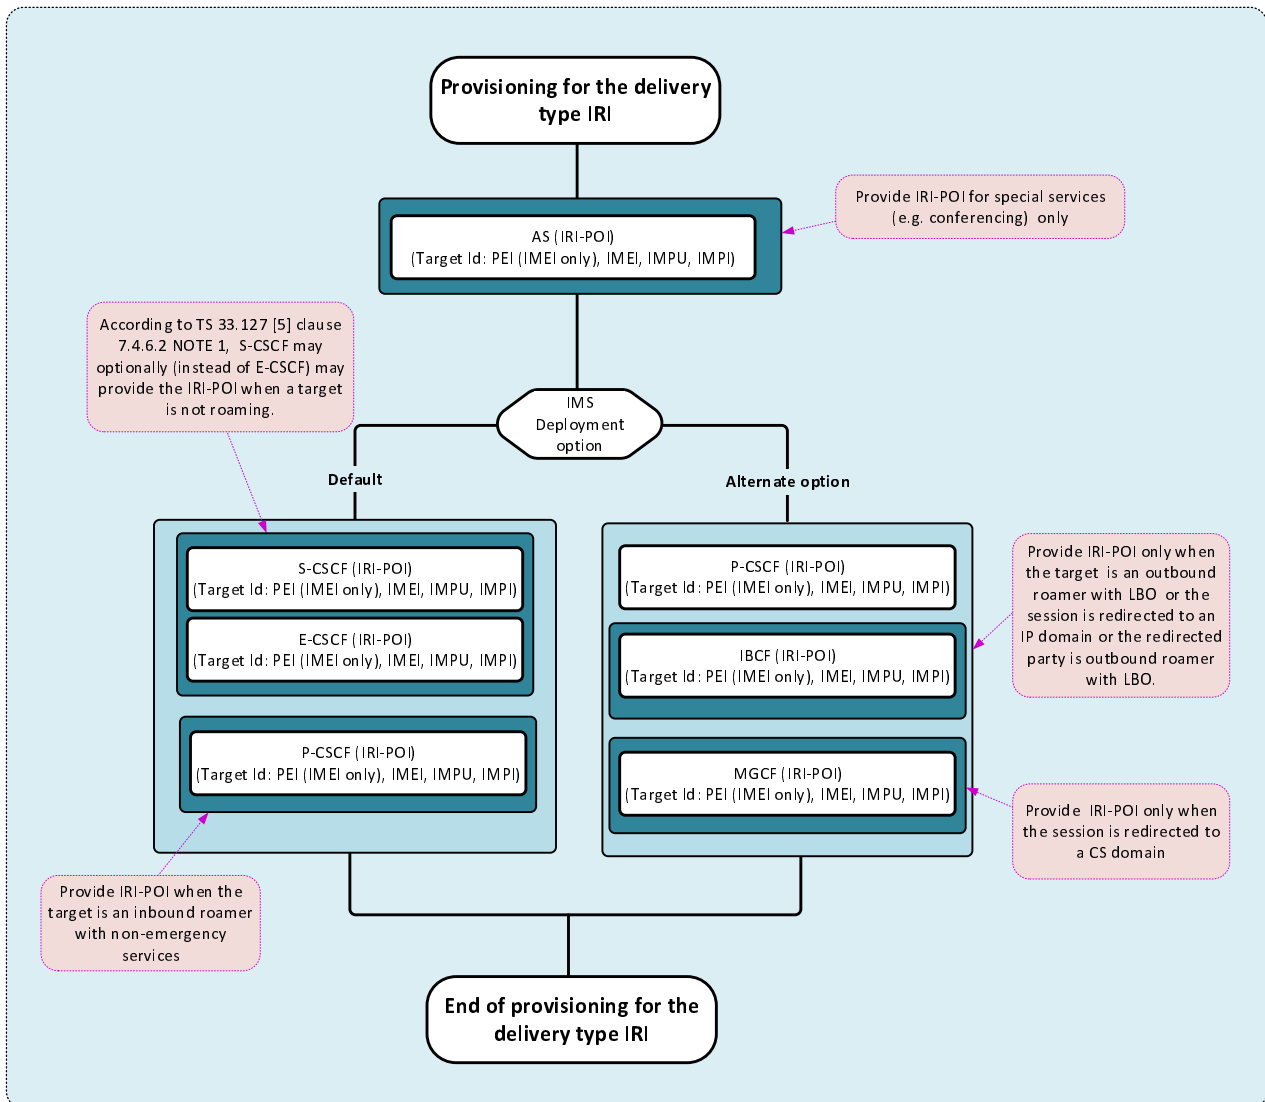 Provisioning for the delivery
type IRI
Provide IRI-POI for special services
(e.g. conferencing) only
AS (IRI-POI)
(Target Id: PEI (IMEI only), IMEI, IMPU, IMPI)
According to TS 33.127 [5] clause
7.4.6.2 NOTE 1, S-CSCF may
optionally (instead of E-CSCF) may
provide the IRI-POI when a target
is not roaming.
IMS
Deployment
option
Default
Alternate option
S-CSCF (IRI-POI)
(Target Id: PEI (IMEI only), IMEI, IMPU, IMPI)
E-CSCF (IRI-POI)
(Target Id: PEI (IMEI only), IMEI, IMPU, IMPI)
P-CSCF (IRI-POI)
(Target Id: PEI (IMEI only), IMEI, IMPU, IMPI)
P-CSCF (IRI-POI)
(Target Id: PEI (IMEI only), IMEI, IMPU, IMPI)
IBCF (IRI-POI)
(Target Id: PEI (IMEI only), IMEI, IMPU, IMPI)
MGCF (IRI-POI)
(Target Id: PEI (IMEI only), IMEI, IMPU, IMPI)
Provide IRI-POI only when
the target is an outbound
roamer with LBO or the
session is redirected to an
IP domain or the redirected
party is outbound roamer
with LBO.
Provide IRI-POI only when
the session is redirected to
a CS domain
Provide IRI-POI when the
target is an inbound roamer
with non-emergency
services
End of provisioning for the
delivery type IRI